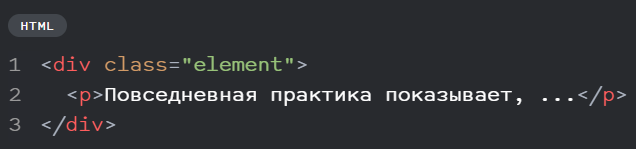 HTML
1 <div class="element">
2 <p>Повседневная практика показывает, ...</p>
3 </div>